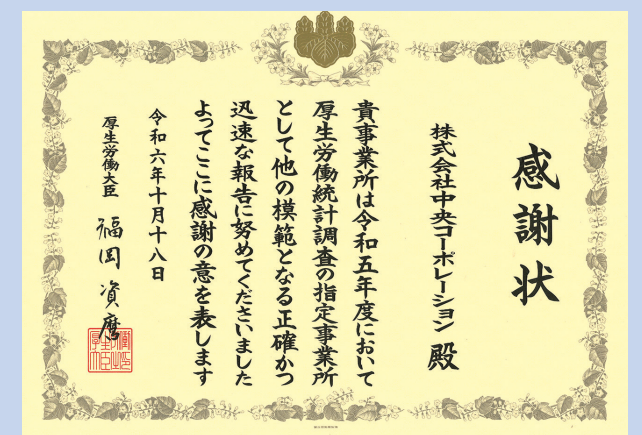 感謝状
株式会社中央コーポレーション 殿
貴事業所は令和五年度において
厚生労働統計調査の指定事業所
として他の模範となる正確かつ
迅速な報告に努めてくださいました
よってここに感謝の意を表します
令和六年十月十八日
厚生労働大臣 福岡資麿